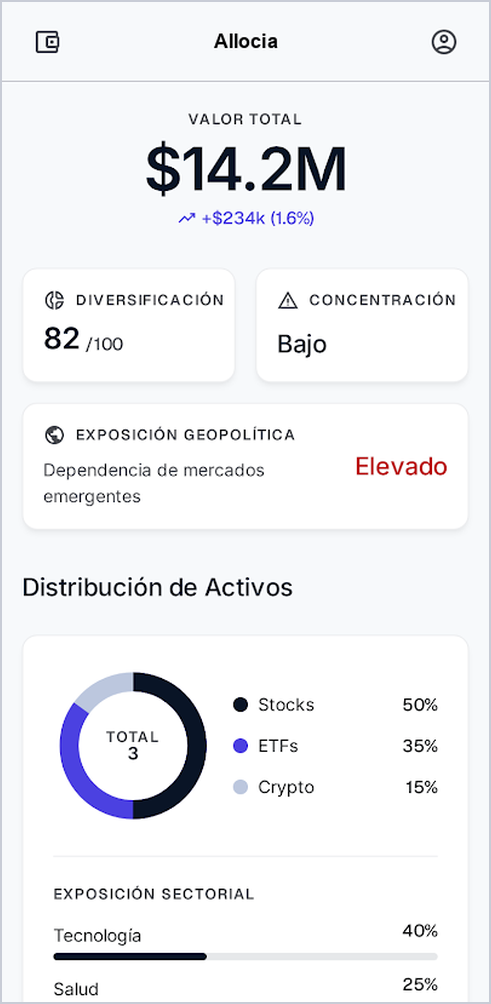 Allocia
VALOR TOTAL
$14.2M
+$234k (1.6%)
DIVERSIFICACIÓN
82 /100
CONCENTRACIÓN
Bajo
EXPOSICIÓN GEOPOLÍTICA
Dependencia de mercados
emergentes
Elevado
Distribución de Activos
TOTAL
3
Stocks 50%
ETFs 35%
Crypto 15%
EXPOSICIÓN SECTORIAL
Tecnología 40%
Salud 25%